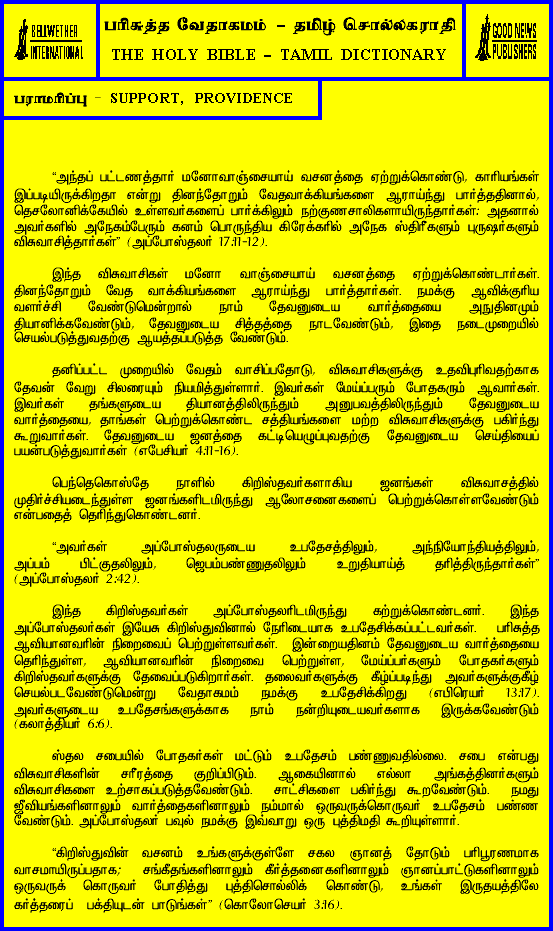 BELLWETHER
INTERNATIONAL
பரிசுத்த வேதாகமம் - தமிழ் சொல்லகராதி
THE HOLY BIBLE - TAMIL DICTIONARY
GOOD NEWS
PUBLISHERS
பராமரிப்பு - SUPPORT, PROVIDENCE
“அந்தப் பட்டணத்தார் மனோவாஞ்சையாய் வசனத்தை ஏற்றுக்கொண்டு, காரியங்கள்
இப்படியிருக்கிறதா என்று தினந்தோறும் வேதவாக்கியங்களை ஆராய்ந்து பார்த்ததினால்,
தெசலோனிக்கேயில் உள்ளவர்களைப் பார்க்கிலும் நற்குணசாலிகளாயிருந்தார்கள்; அதனால்
அவர்களில் அநேகம்பேரும் கனம் பொருந்திய கிரேக்கரில் அநேக ஸ்திரீகளும் புருஷர்களும்
விசுவாசித்தார்கள்” (அப்போஸ்தலர் 17:11-12).
இந்த விசுவாசிகள் மனோ வாஞ்சையாய் வசனத்தை ஏற்றுக்கொண்டார்கள்.
தினந்தோறும் வேத வாக்கியங்களை ஆராய்ந்து பார்த்தார்கள். நமக்கு ஆவிக்குரிய
வளர்ச்சி வேண்டுமென்றால் நாம் தேவனுடைய வார்த்தையை அநுதினமும்
தியானிக்கவேண்டும், தேவனுடைய சித்தத்தை நாடவேண்டும், இதை நடைமுறையில்
செயல்படுத்துவதற்கு ஆயத்தப்படுத்த வேண்டும்.
தனிப்பட்ட முறையில் வேதம் வாசிப்பதோடு, விசுவாசிகளுக்கு உதவிபுரிவதற்காக
தேவன் வேறு சிலரையும் நியமித்துள்ளார். இவர்கள் மேய்ப்பரும் போதகரும் ஆவார்கள்.
இவர்கள் தங்களுடைய தியானத்திலிருந்தும் அனுபவத்திலிருந்தும் தேவனுடைய
வார்த்தையை, தாங்கள் பெற்றுக்கொண்ட சத்தியங்களை மற்ற விசுவாசிகளுக்கு பகிர்ந்து
கூறுவார்கள். தேவனுடைய ஜனத்தை கட்டியெழுப்புவதற்கு தேவனுடைய செய்தியைப்
பயன்படுத்துவார்கள் (எபேசியர் 4:11-16).
பெந்தெகொஸ்தே நாளில் கிறிஸ்தவர்களாகிய ஜனங்கள் விசுவாசத்தில்
முதிர்ச்சியடைந்துள்ள ஜனங்களிடமிருந்து ஆலோசனைகளைப் பெற்றுக்கொள்ளவேண்டும்
என்பதைத் தெரிந்துகொண்டனர்.
“அவர்கள் அப்போஸ்தலருடைய உபதேசத்திலும், அந்நியோந்தியத்திலும்,
அப்பம் பிட்குதலிலும், ஜெபம்பண்ணுதலிலும் உறுதியாய்த் தரித்திருந்தார்கள்”
(அப்போஸ்தலர் 2:42).
இந்த கிறிஸ்தவர்கள் அப்போஸ்தலரிடமிருந்து கற்றுக்கொண்டனர். இந்த
அப்போஸ்தலர்கள் இயேசு கிறிஸ்துவினால் நேரிடையாக உபதேசிக்கப்பட்டவர்கள். பரிசுத்த
ஆவியானவரின் நிறைவைப் பெற்றுள்ளவர்கள். இன்றையதினம் தேவனுடைய வார்த்தையை
தெரிந்துள்ள, ஆவியானவரின் நிறைவை பெற்றுள்ள, மேய்ப்பர்களும் போதகர்களும்
கிறிஸ்தவர்களுக்கு தேவைப்படுகிறார்கள். தலைவர்களுக்கு கீழ்ப்படிந்து அவர்களுக்குகீழ்
செயல்படவேண்டுமென்று வேதாகமம் நமக்கு உபதேசிக்கிறது (எபிரெயர் 13:17).
அவர்களுடைய உபதேசங்களுக்காக நாம் நன்றியுடையவர்களாக இருக்கவேண்டும்
(கலாத்தியர் 6:6).
ஸ்தல சபையில் போதகர்கள் மட்டும் உபதேசம் பண்ணுவதில்லை. சபை என்பது
விசுவாசிகளின் சரீரத்தை குறிப்பிடும். ஆகையினால் எல்லா அங்கத்தினர்களும்
விசுவாசிகளை உற்சாகப்படுத்தவேண்டும். சாட்சிகளை பகிர்ந்து கூறவேண்டும். நமது
ஜீவியங்களினாலும் வார்த்தைகளினாலும் நம்மால் ஒருவருக்கொருவர் உபதேசம் பண்ண
வேண்டும். அப்போஸ்தலர் பவுல் நமக்கு இவ்வாறு ஒரு புத்திமதி கூறியுள்ளார்.
“கிறிஸ்துவின் வசனம் உங்களுக்குள்ளே சகல ஞானத் தோடும் பரிபூரணமாக
வாசமாயிருப்பதாக; சங்கீதங்களினாலும் கீர்த்தனைகளினாலும் ஞானப்பாட்டுகளினாலும்
ஒருவருக் கொருவர் போதித்து புத்திசொல்லிக் கொண்டு, உங்கள் இருதயத்திலே
கர்த்தரைப் பக்தியுடன் பாடுங்கள்” (கொலோசெயர் 3:16).